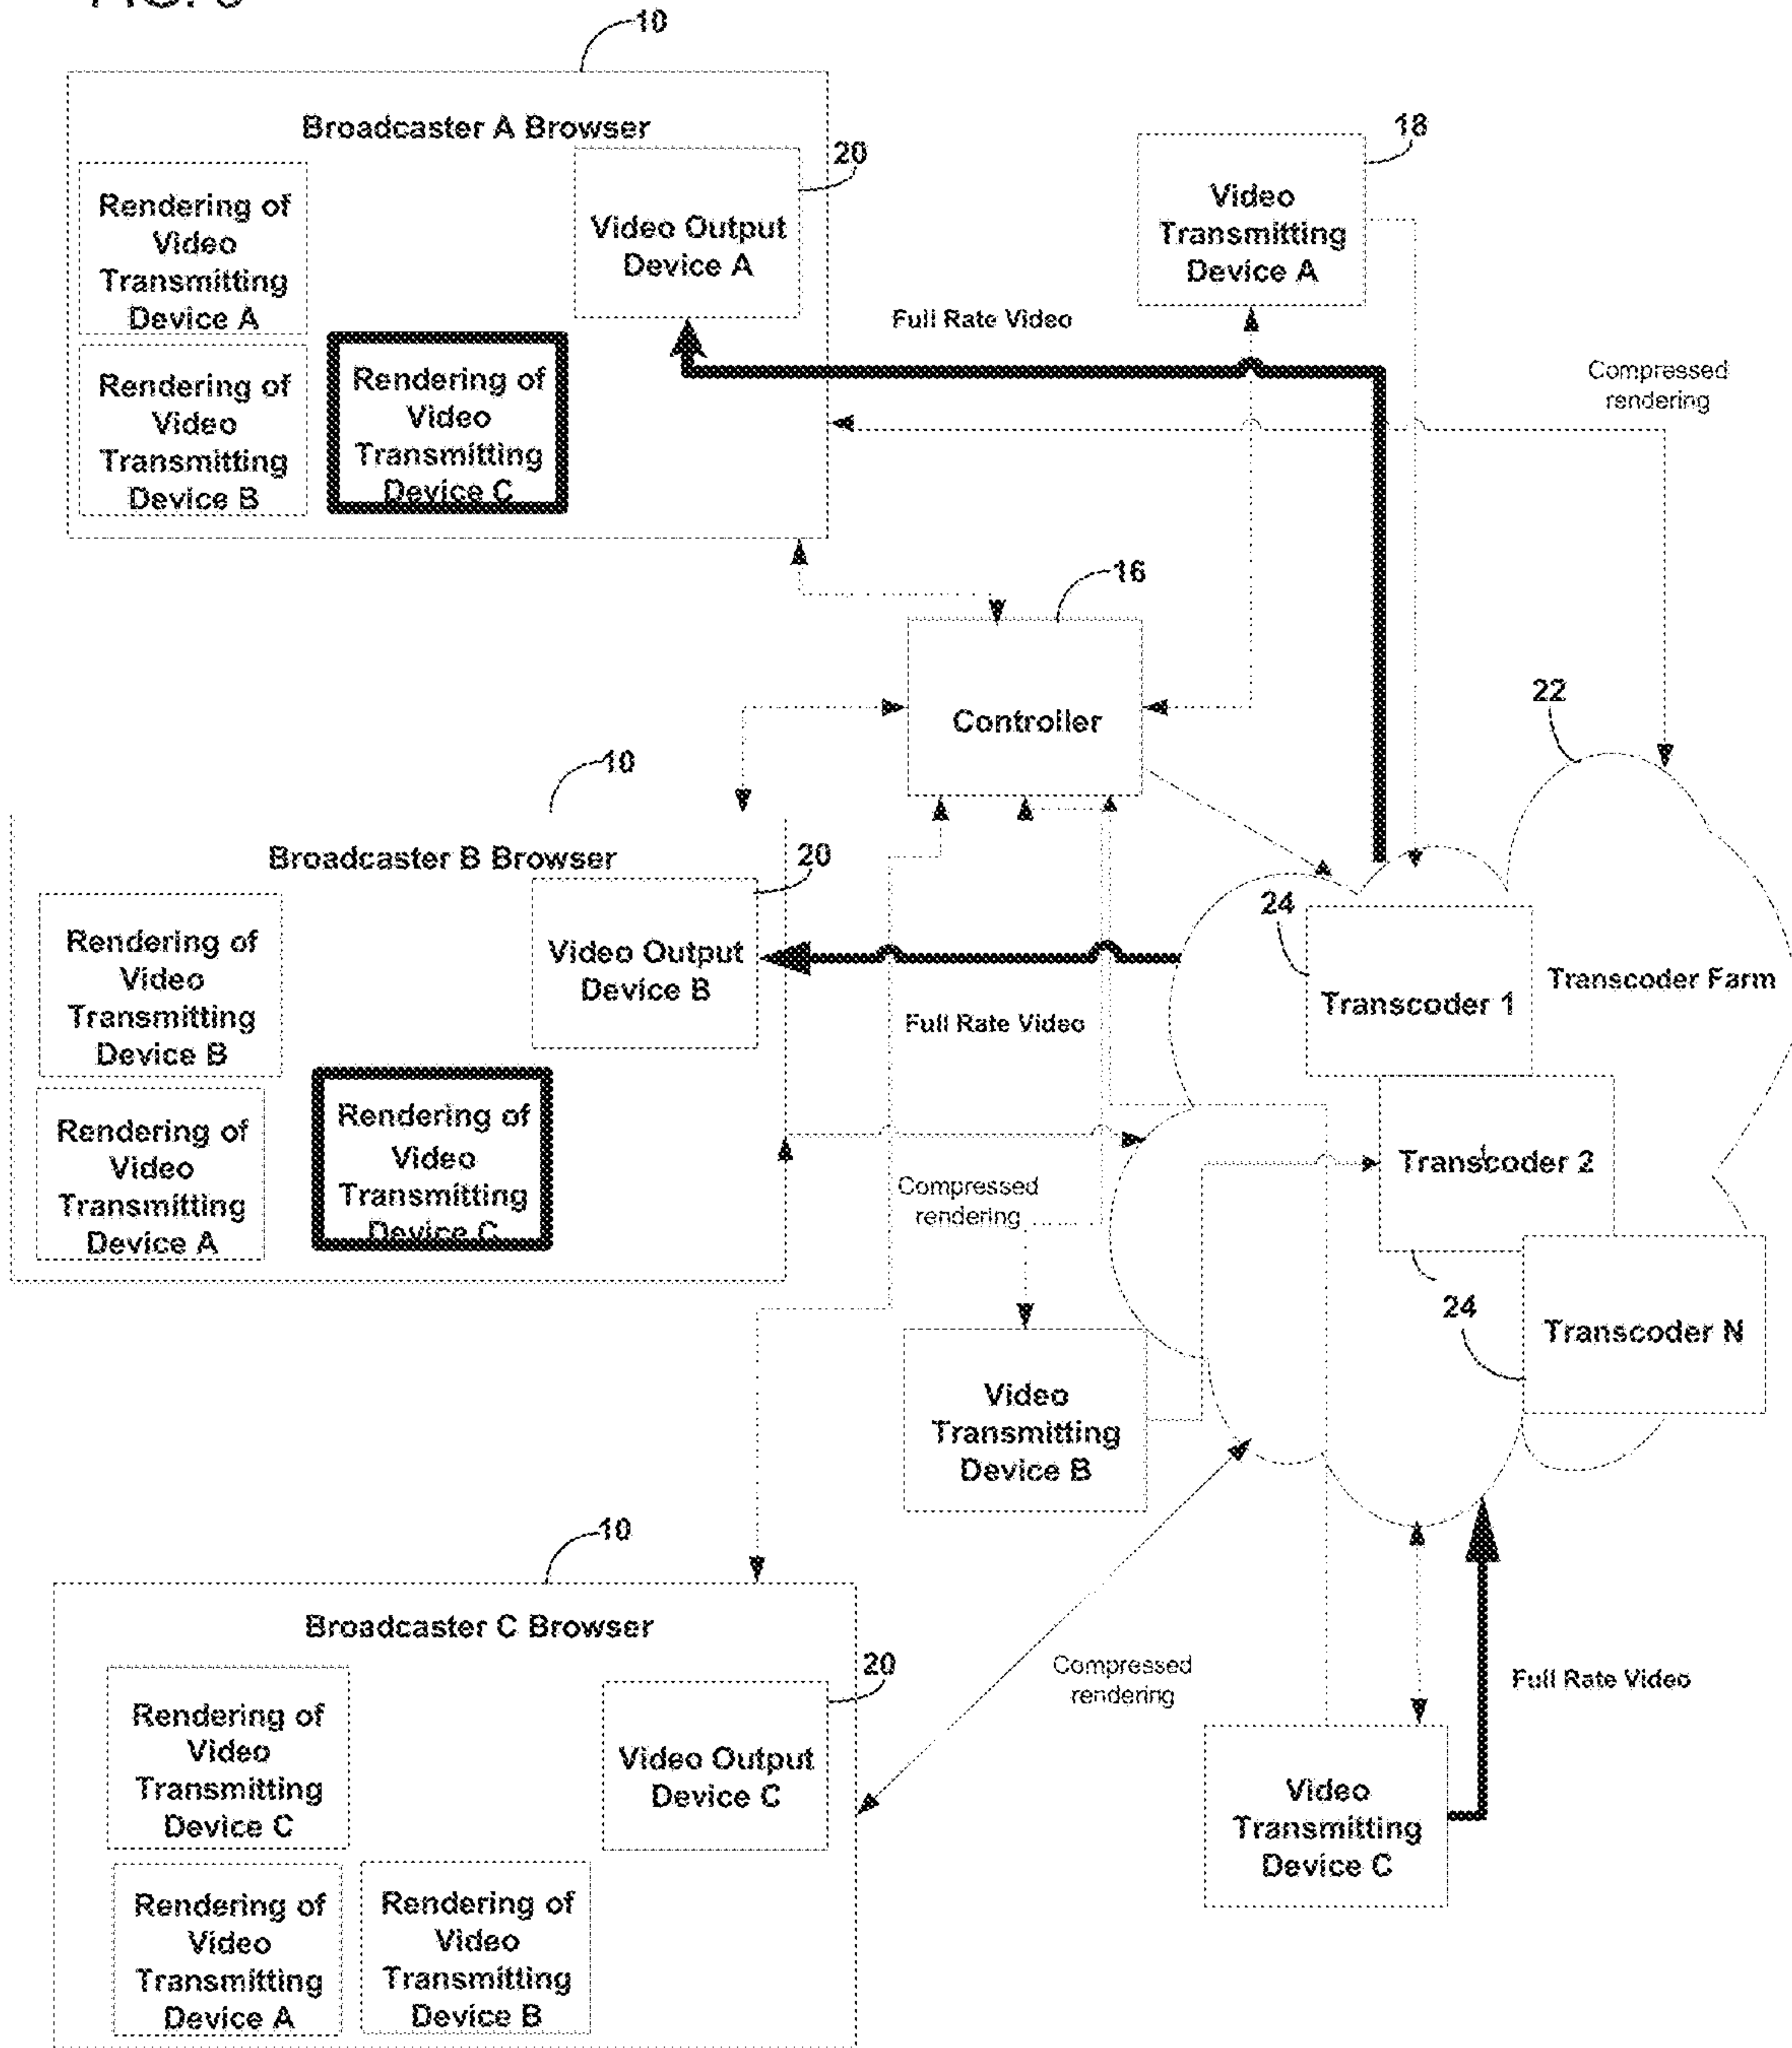 10
Broadcaster A Browser
20
18
Rendering of
Video
Transmitting
Device A
Video Output
Device A
Video
Transmitting
Device A
Full Rate Video
Rendering of
Video
Transmitting
Device B
Rendering of
Video
Transmitting
Device C
Compressed
rendering
16
Controller
22
10
Broadcaster B Browser
20
24
Rendering of
Video
Transmitting
Device B
Video Output
Device B
Transcoder 1
Transcoder Farm
Full Rate Video
Rendering of
Video
Transmitting
Device A
Rendering of
Video
Transmitting
Device C
Compressed
rendering
Transcoder 2
24
Transcoder N
Video
Transmitting
Device B
10
Broadcaster C Browser
20
Rendering of
Video
Transmitting
Device C
Video Output
Device C
Compressed
rendering
Full Rate Video
Video
Transmitting
Device C
Rendering of
Video
Transmitting
Device A
Rendering of
Video
Transmitting
Device B